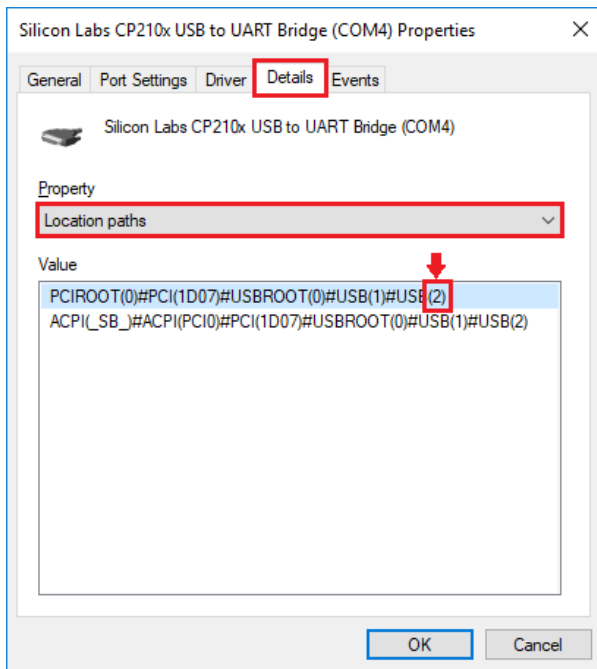 Silicon Labs CP210x USB to UART Bridge (COM4) Properties
General Port Settings Driver Details Events
Silicon Labs CP210x USB to UART Bridge (COM4)
Property
Location paths
Value
PCIROOT(0)#PCI(1D07)#USBROOT(0)#USB(1)#USB(2)
ACPI(_SB_)#ACPI(PCI0)#PCI(1D07)#USBROOT(0)#USB(1)#USB(2)
OK Cancel